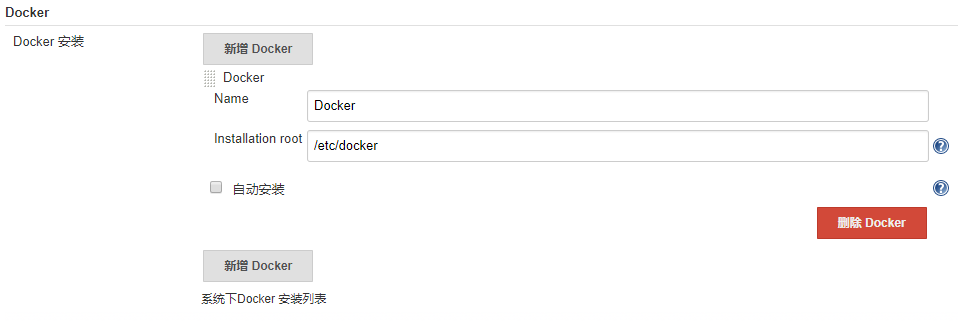 Docker
Docker 安装
新增 Docker
Docker
Name
Docker
Installation root
/etc/docker
自动安装
删除 Docker
新增 Docker
系统下Docker 安装列表